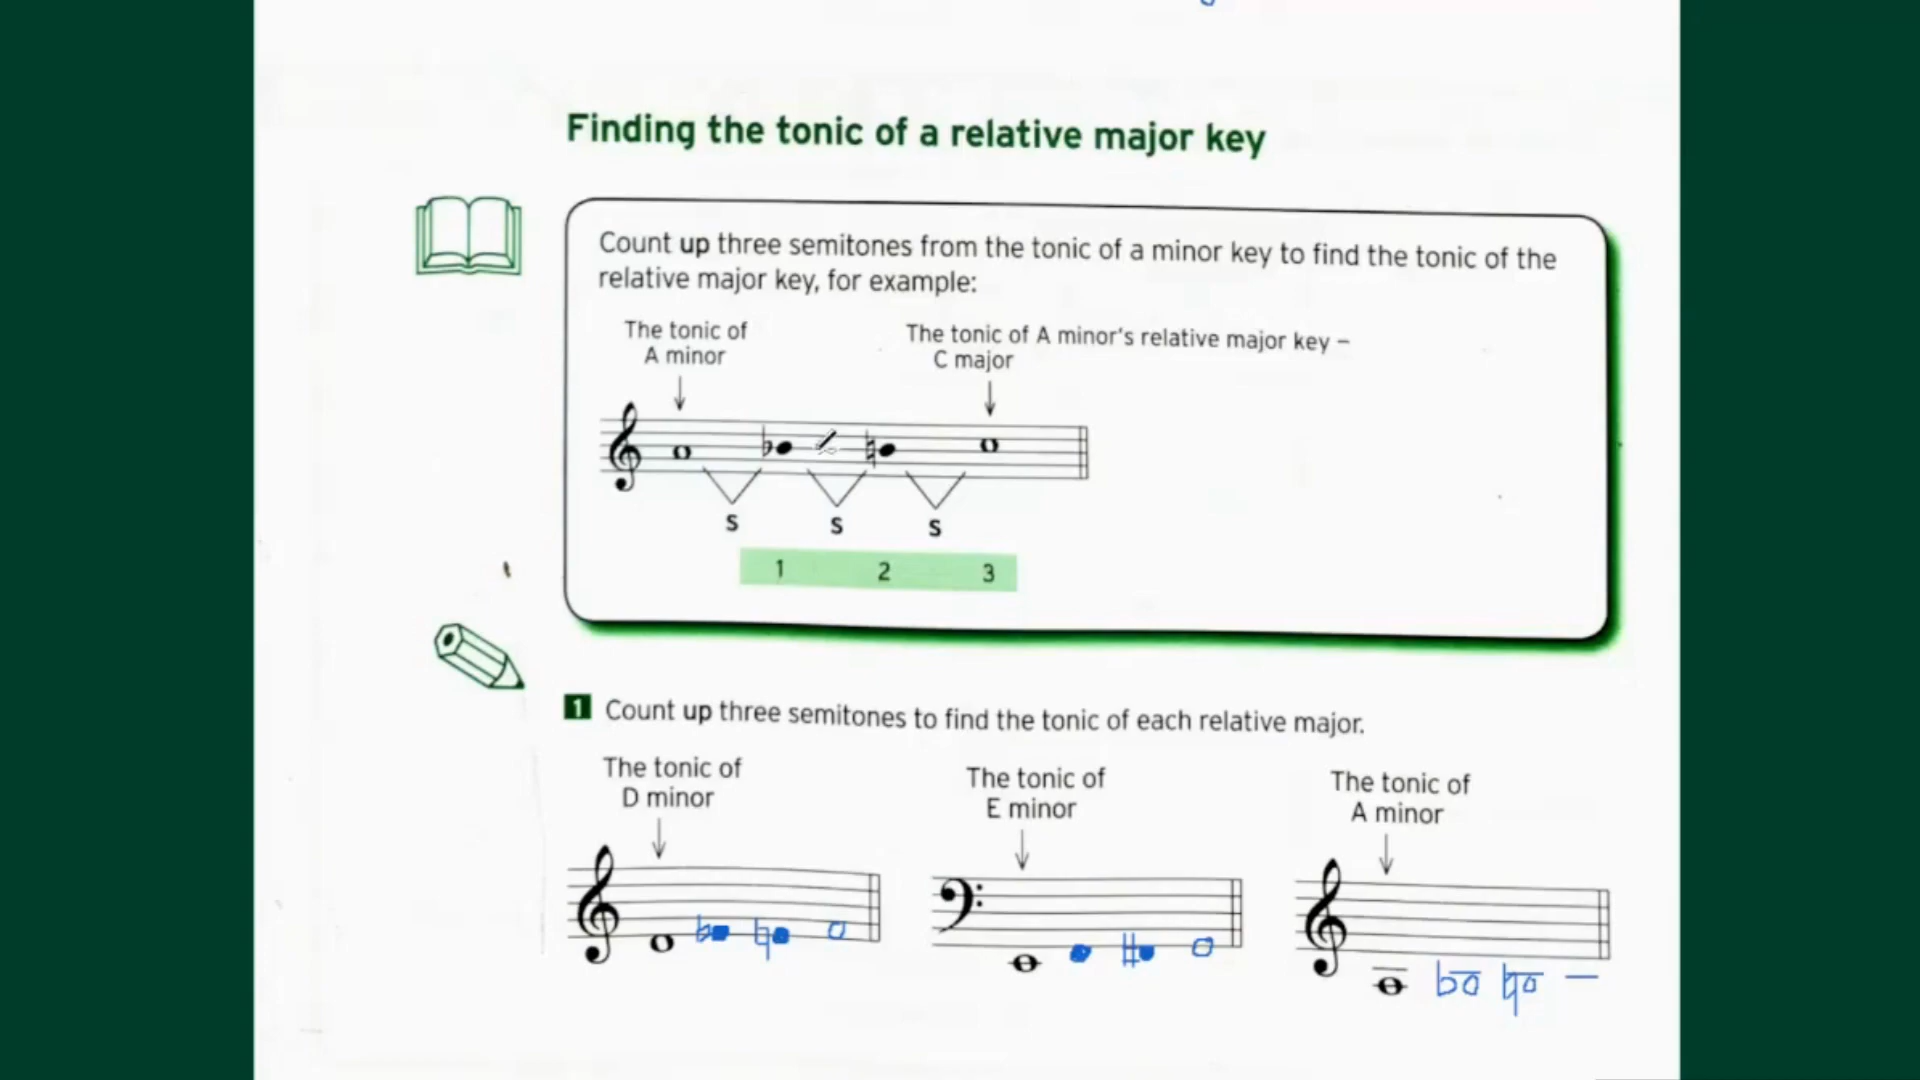 Finding the tonic of a relative major key
Count up three semitones from the tonic of a minor key to find the tonic of the
relative major key, for example:
The tonic of
A minor
The tonic of A minor's relative major key –
C major
S S S
1 2 3
1 Count up three semitones to find the tonic of each relative major.
The tonic of
D minor
The tonic of
E minor
The tonic of
A minor